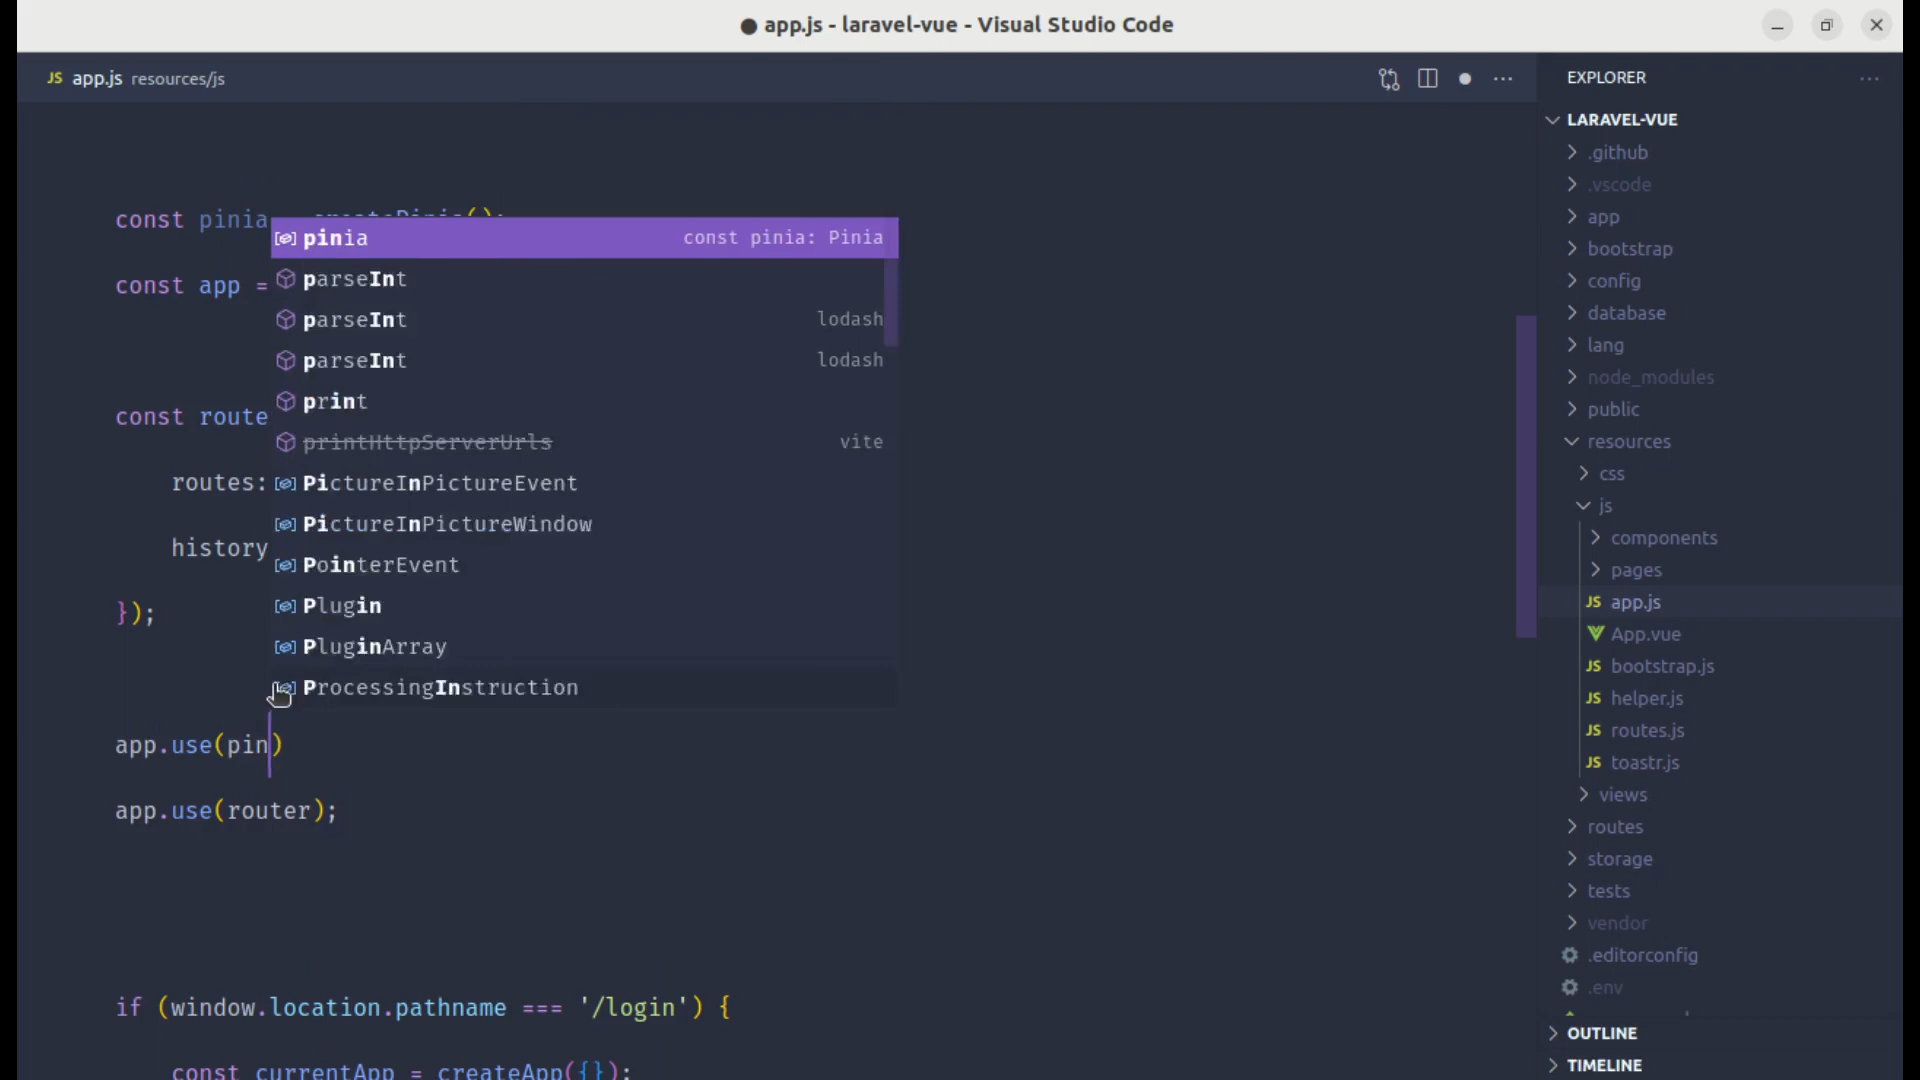 ● app.js - laravel-vue - Visual Studio Code
JS app.js resources/js
const pinia = createPinia();
const app =
const route
routes:
history
});
app.use(pin)
app.use(router);
if (window.location.pathname === '/login') {
const currentApp = createApp({});
pinia const pinia: Pinia
parseInt
parseInt lodash
parseInt lodash
print
printHttpServerUrls vite
PictureInPictureEvent
PictureInPictureWindow
PointerEvent
Plugin
PluginArray
ProcessingInstruction
EXPLORER
LARAVEL-VUE
.github
.vscode
app
bootstrap
config
database
lang
node_modules
public
resources
css
js
components
pages
JS app.js
App.vue
JS bootstrap.js
JS helper.js
JS routes.js
JS toastr.js
views
routes
storage
tests
vendor
.editorconfig
.env
OUTLINE
TIMELINE